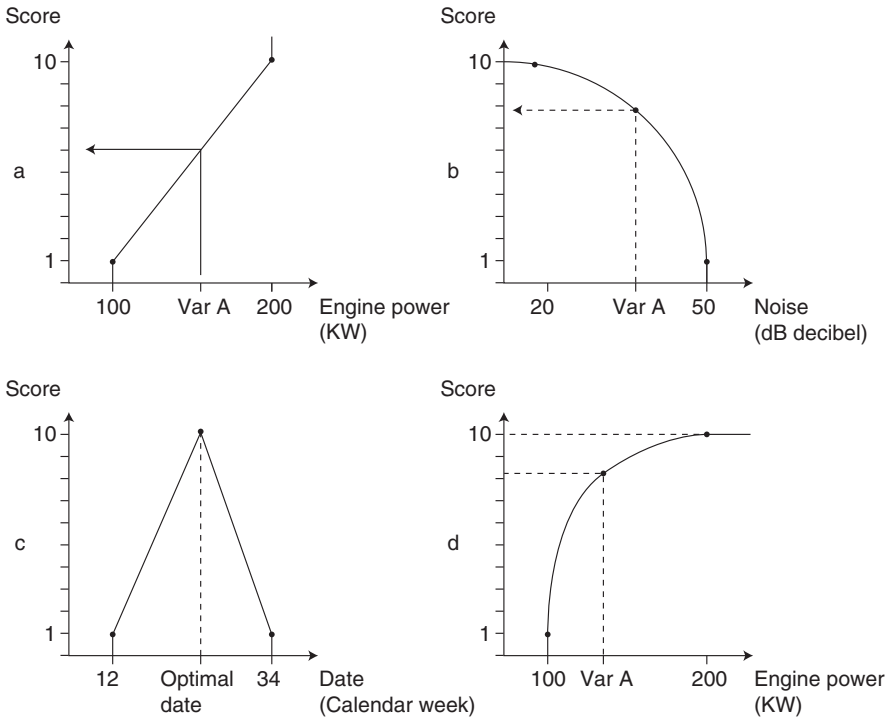 Score
10
a
1
100
Var A
200
Engine power
(KW)
Score
10
b
1
20
Var A
50
Noise
(dB decibel)
Score
10
c
1
12
Optimal
date
34
Date
(Calendar week)
Score
10
d
1
100
Var A
200
Engine power
(KW)